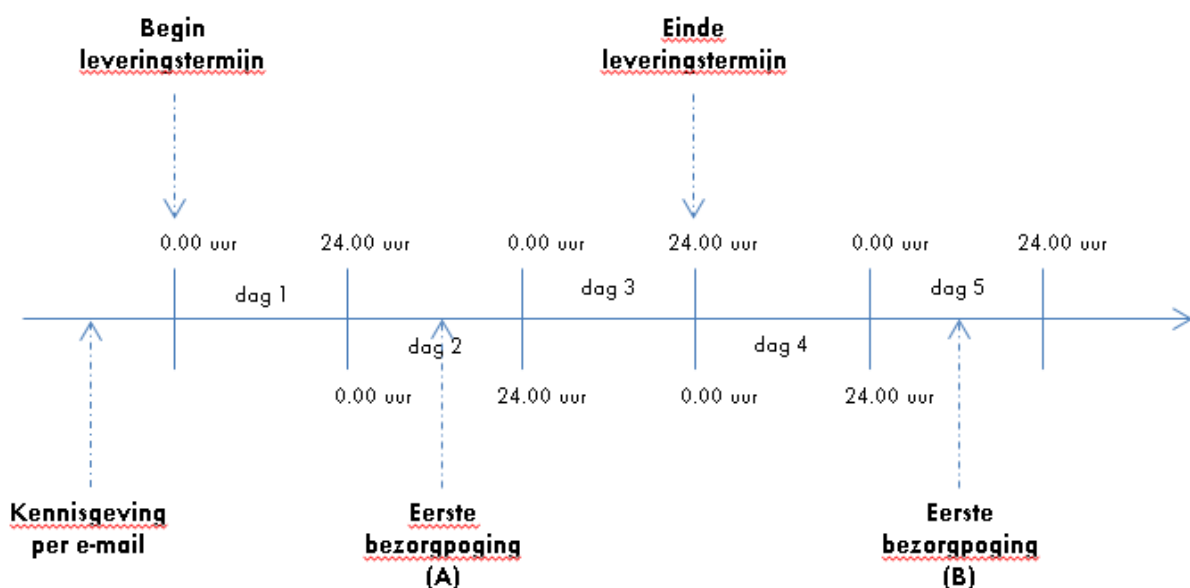 Begin
leveringstermijn
Einde
leveringstermijn
0.00 uur
24.00 uur
0.00 uur
24.00 uur
0.00 uur
24.00 uur
dag 1
dag 3
dag 5
dag 2
dag 4
0.00 uur
24.00 uur
0.00 uur
24.00 uur
Kennisgeving
per e-mail
Eerste
bezorgpoging
(A)
Eerste
bezorgpoging
(B)